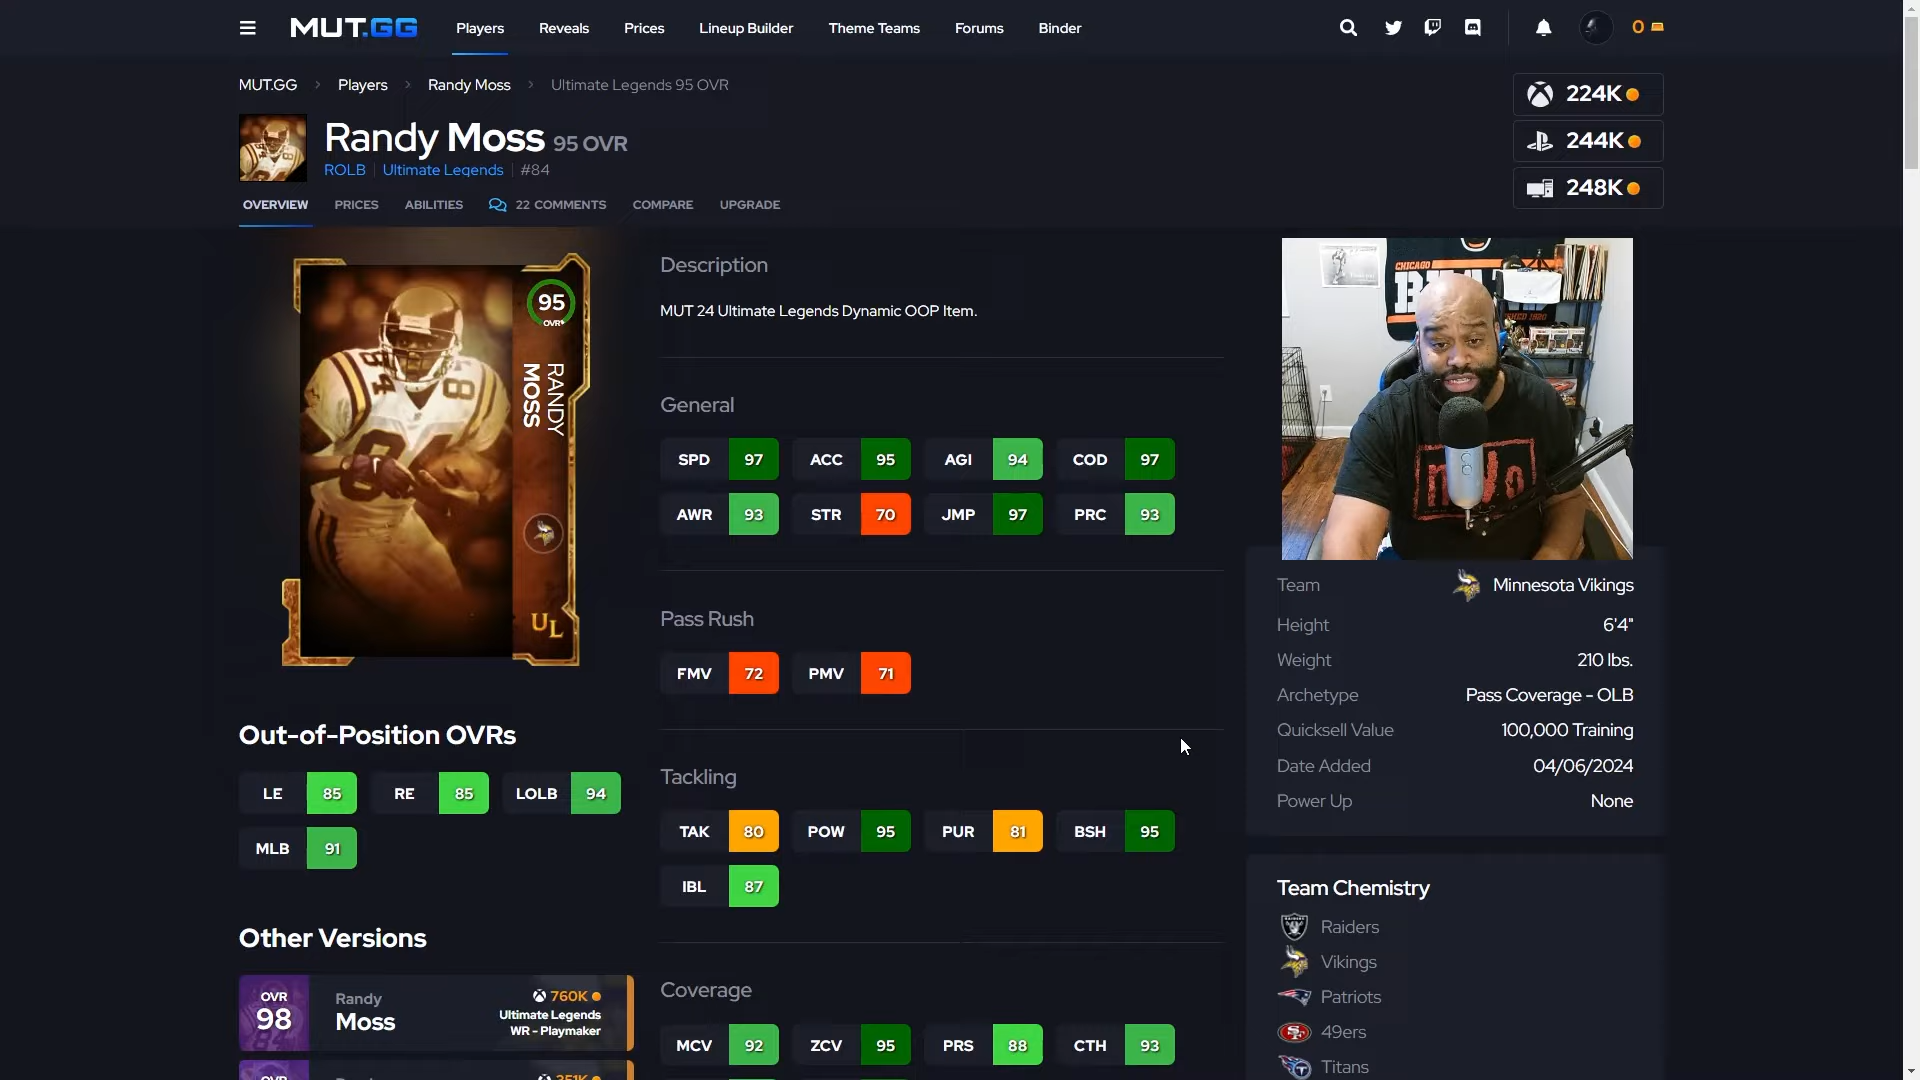 MUT.GG
Players
Reveals
Prices
Lineup Builder
Theme Teams
Forums
Binder
0
MUT.GG > Players > Randy Moss > Ultimate Legends 95 OVR
Randy Moss 95 OVR
ROLB | Ultimate Legends | #84
224K
244K
248K
OVERVIEW
PRICES
ABILITIES
22 COMMENTS
COMPARE
UPGRADE
95
OVR
RANDY
MOSS
84
8
UL
Description
MUT 24 Ultimate Legends Dynamic OOP Item.
General
SPD 97 ACC 95 AGI 94 COD 97
AWR 93 STR 70 JMP 97 PRC 93
Pass Rush
FMV 72 PMV 71
Tackling
TAK 80 POW 95 PUR 81 BSH 95
IBL 87
Coverage
MCV 92 ZCV 95 PRS 88 CTH 93
Out-of-Position OVRs
LE 85 RE 85 LOLB 94
MLB 91
Other Versions
OVR
98
Randy
Moss
760K
Ultimate Legends
WR - Playmaker
CHICAGO
Team Minnesota Vikings
Height 6'4"
Weight 210 lbs.
Archetype Pass Coverage - OLB
Quicksell Value 100,000 Training
Date Added 04/06/2024
Power Up None
Team Chemistry
Raiders
Vikings
Patriots
49ers
Titans